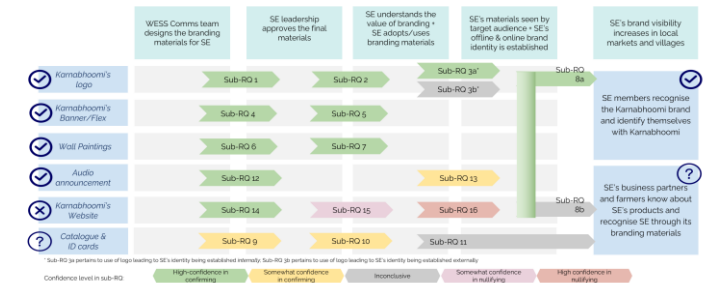 WESS Comms team
designs the branding
materials for SE
SE leadership
approves the final
materials
SE understands the
value of branding +
SE adopts/uses
branding materials
SE's materials seen by
target audience + SE's
offline & online brand
identity is established
SE's brand visibility
increases in local
markets and villages
Karnabhoomi's
logo
Sub-RQ 1
Sub-RQ 2
Sub-RQ 3a*
Sub-RQ 3b*
Sub-RQ
8a
Karnabhoomi's
Banner/Flex
Sub-RQ 4
Sub-RQ 5
SE members recognise
the Karnabhoomi brand
and identify themselves
with Karnabhoomi
Wall Paintings
Sub-RQ 6
Sub-RQ 7
Audio
announcement
Sub-RQ 12
Sub-RQ 13
?
Karnabhoomi's
Website
Sub-RQ 14
Sub-RQ 15
Sub-RQ 16
Sub-RQ
8b
SE's business partners
and farmers know about
SE's products and
recognise SE through its
branding materials
?
Catalogue &
ID cards
Sub-RQ 9
Sub-RQ 10
Sub-RQ 11
* Sub-RQ 3a pertains to use of logo leading to SE's identity being established internally; Sub-RQ 3b pertains to use of logo leading to SE's identity being established externally
Confidence level in sub-RQ:
High-confidence in
confirming
Somewhat confidence
in confirming
Inconclusive
Somewhat confidence
in nullifying
High confidence in
nullifying